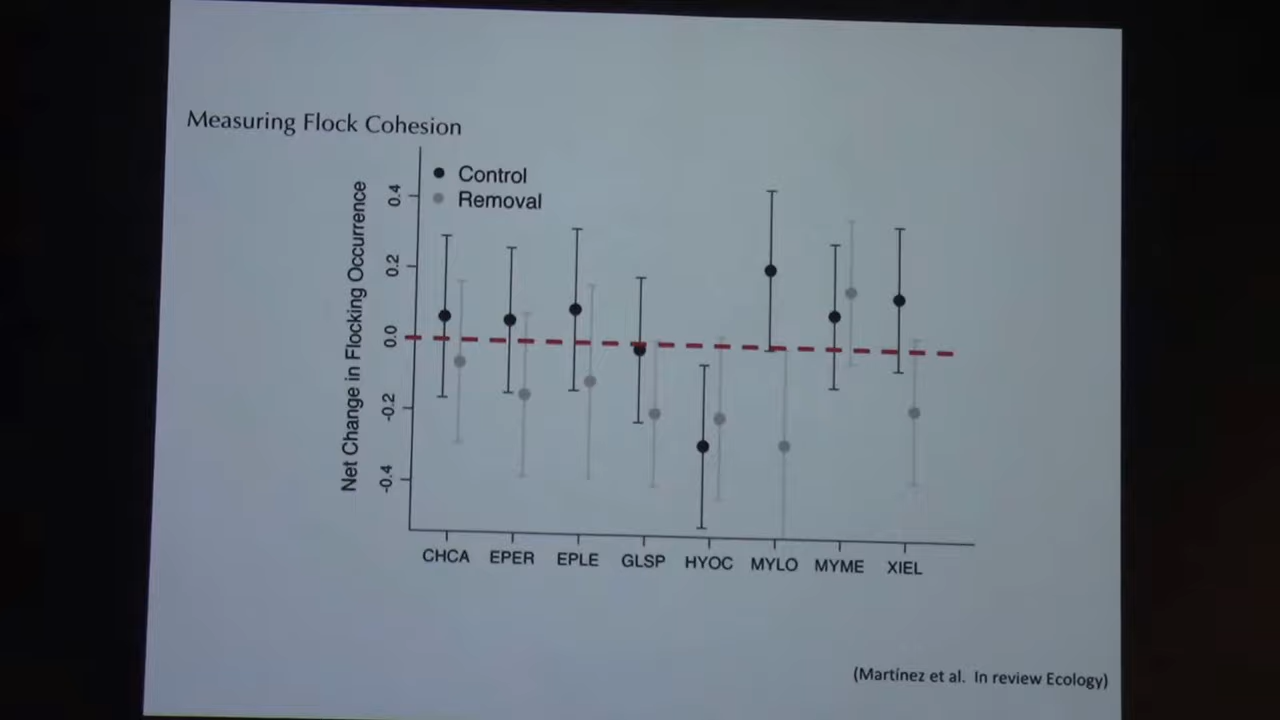 Measuring Flock Cohesion
Control
Removal
Net Change in Flocking Occurrence
0.4
0.2
0.0
-0.2
-0.4
CHCA EPER EPLE GLSP HYOC MYLO MYME XIEL
(Martínez et al. In review Ecology)